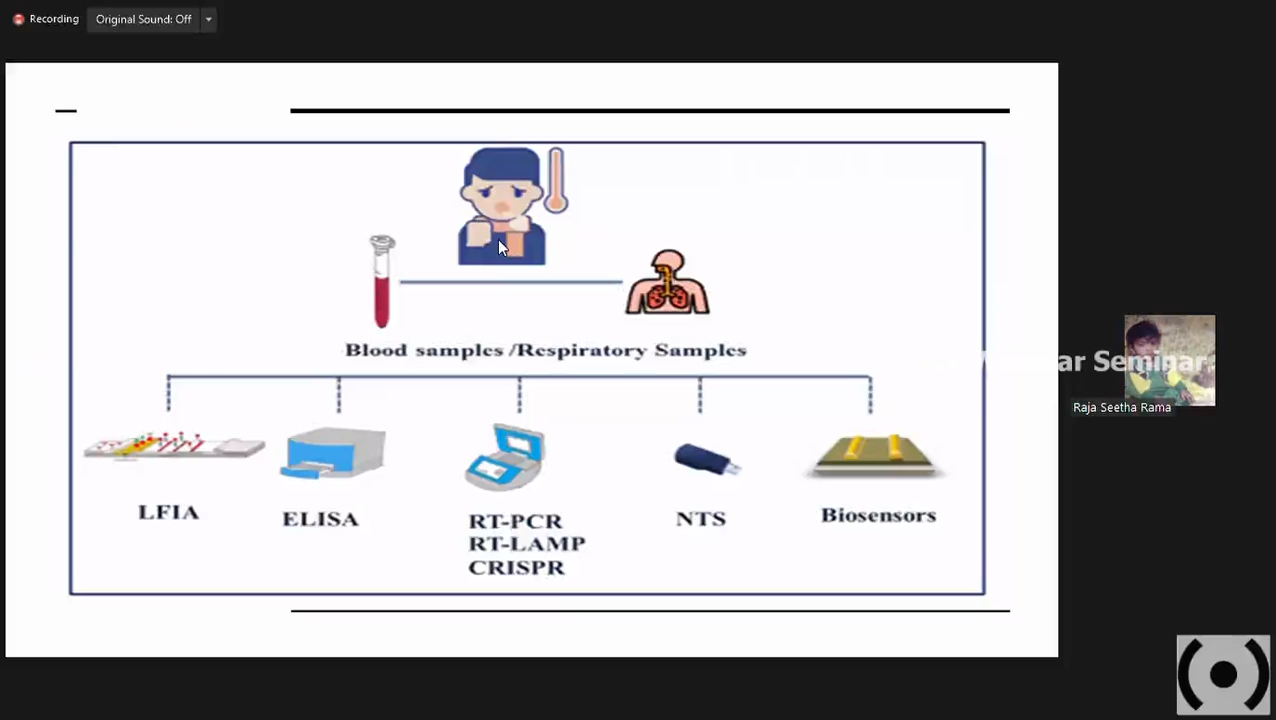 Recording
Original Sound: Off
Blood samples /Respiratory Samples
LFIA
ELISA
RT-PCR
RT-LAMP
CRISPR
NTS
Biosensors
ar Seminar
Raja Seetha Rama